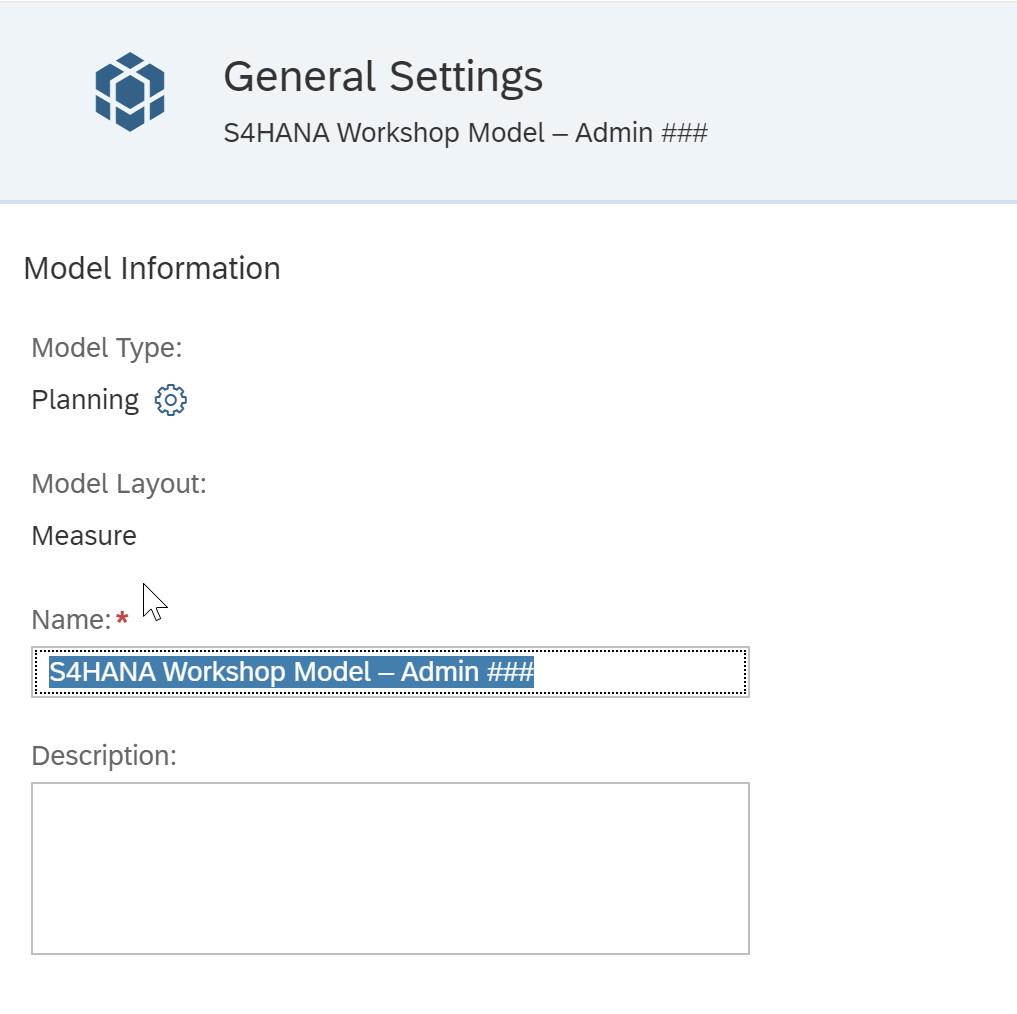 General Settings
S4HANA Workshop Model – Admin ###
Model Information
Model Type:
Planning
Model Layout:
Measure
Name:*
S4HANA Workshop Model – Admin ###
Description: